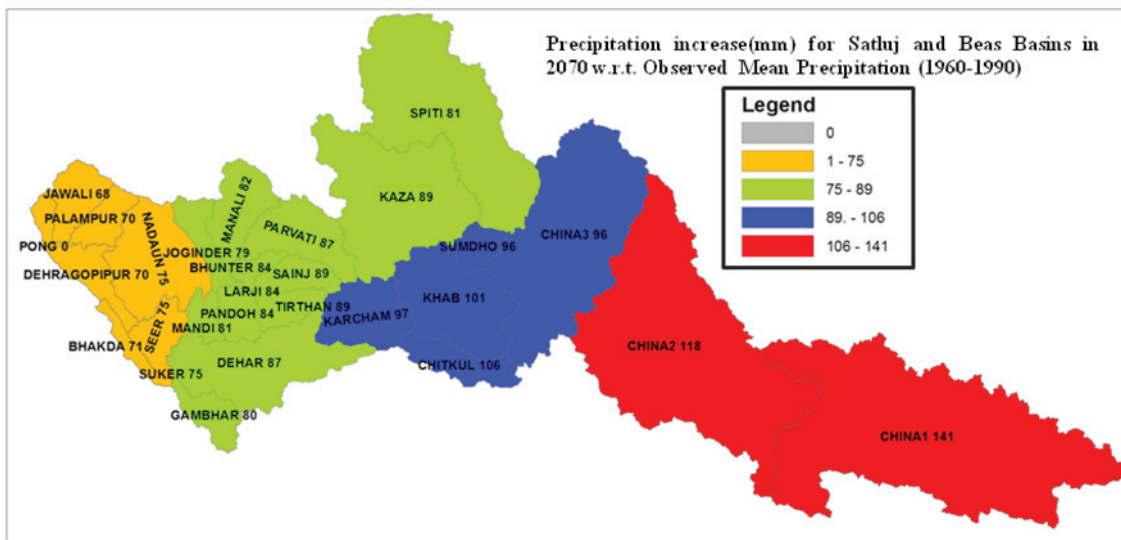 Precipitation increase(mm) for Satluj and Beas Basins in
2070 w.r.t. Observed Mean Precipitation (1960-1990)
Legend
0
1 - 75
75 - 89
89. - 106
106 - 141
SPITI 81
JAWALI 68
MANALI 82
KAZA 89
PALAMPUR 70
NADAUN 75
PARVATI 87
CHINA3 96
PONG 0
JOGINDER 79
SUMDHO 96
BHUNTER 84
DEHRAGOPIPUR 70
SAINJ 89
LARJI 84
KHAB 101
TIRTHAN 89
PANDOH 84
KARCHAM 97
MANDI 81
SEER 75
BHAKDA 71
CHINA2 118
DEHAR 87
CHITKUL 106
SUKER 75
GAMBHAR 80
CHINA1 141